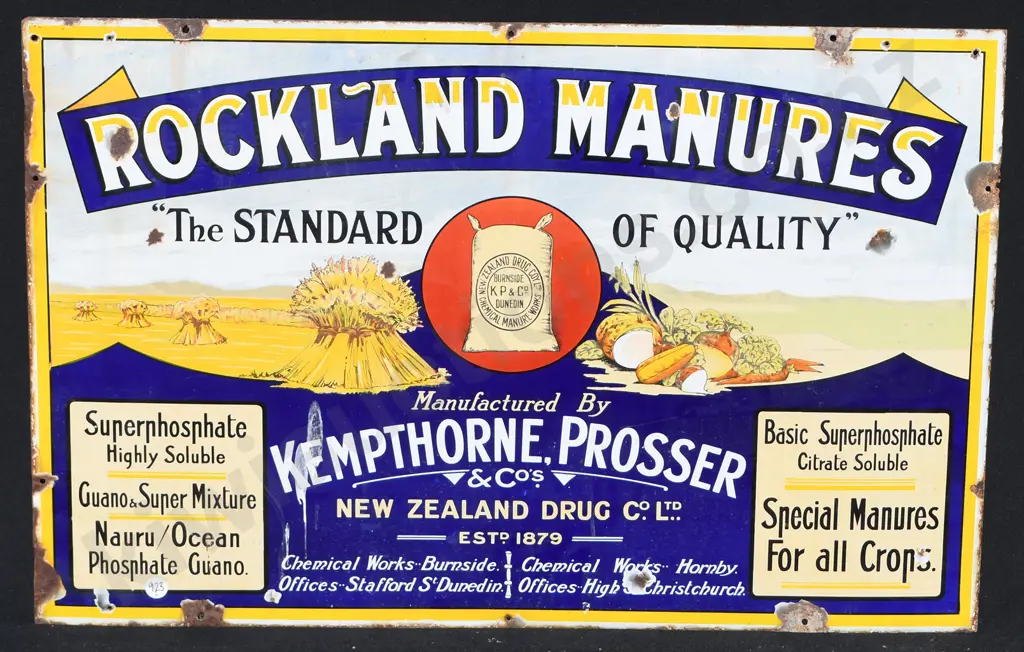 ROCKLAND MANURES
"The STANDARD OF QUALITY"
NEW ZEALAND DRUG COY LTD
BURNSIDE
K.P & Co
DUNEDIN
CHEMICAL MANURE WORKS
Manufactured By
KEMPTHORNE, PROSSER
& CO'S
NEW ZEALAND DRUG CO. LTD.
ESTD 1879
Chemical Works-Burnside.
Offices-Stafford St Dunedin.
Chemical Works Hornby.
Offices-High St Christchurch.
Superphosphate
Highly Soluble
Guano & Super Mixture
Nauru/Ocean
Phosphate Guano.
923
Basic Superphosphate
Citrate Soluble
Special Manures
For all Crops.